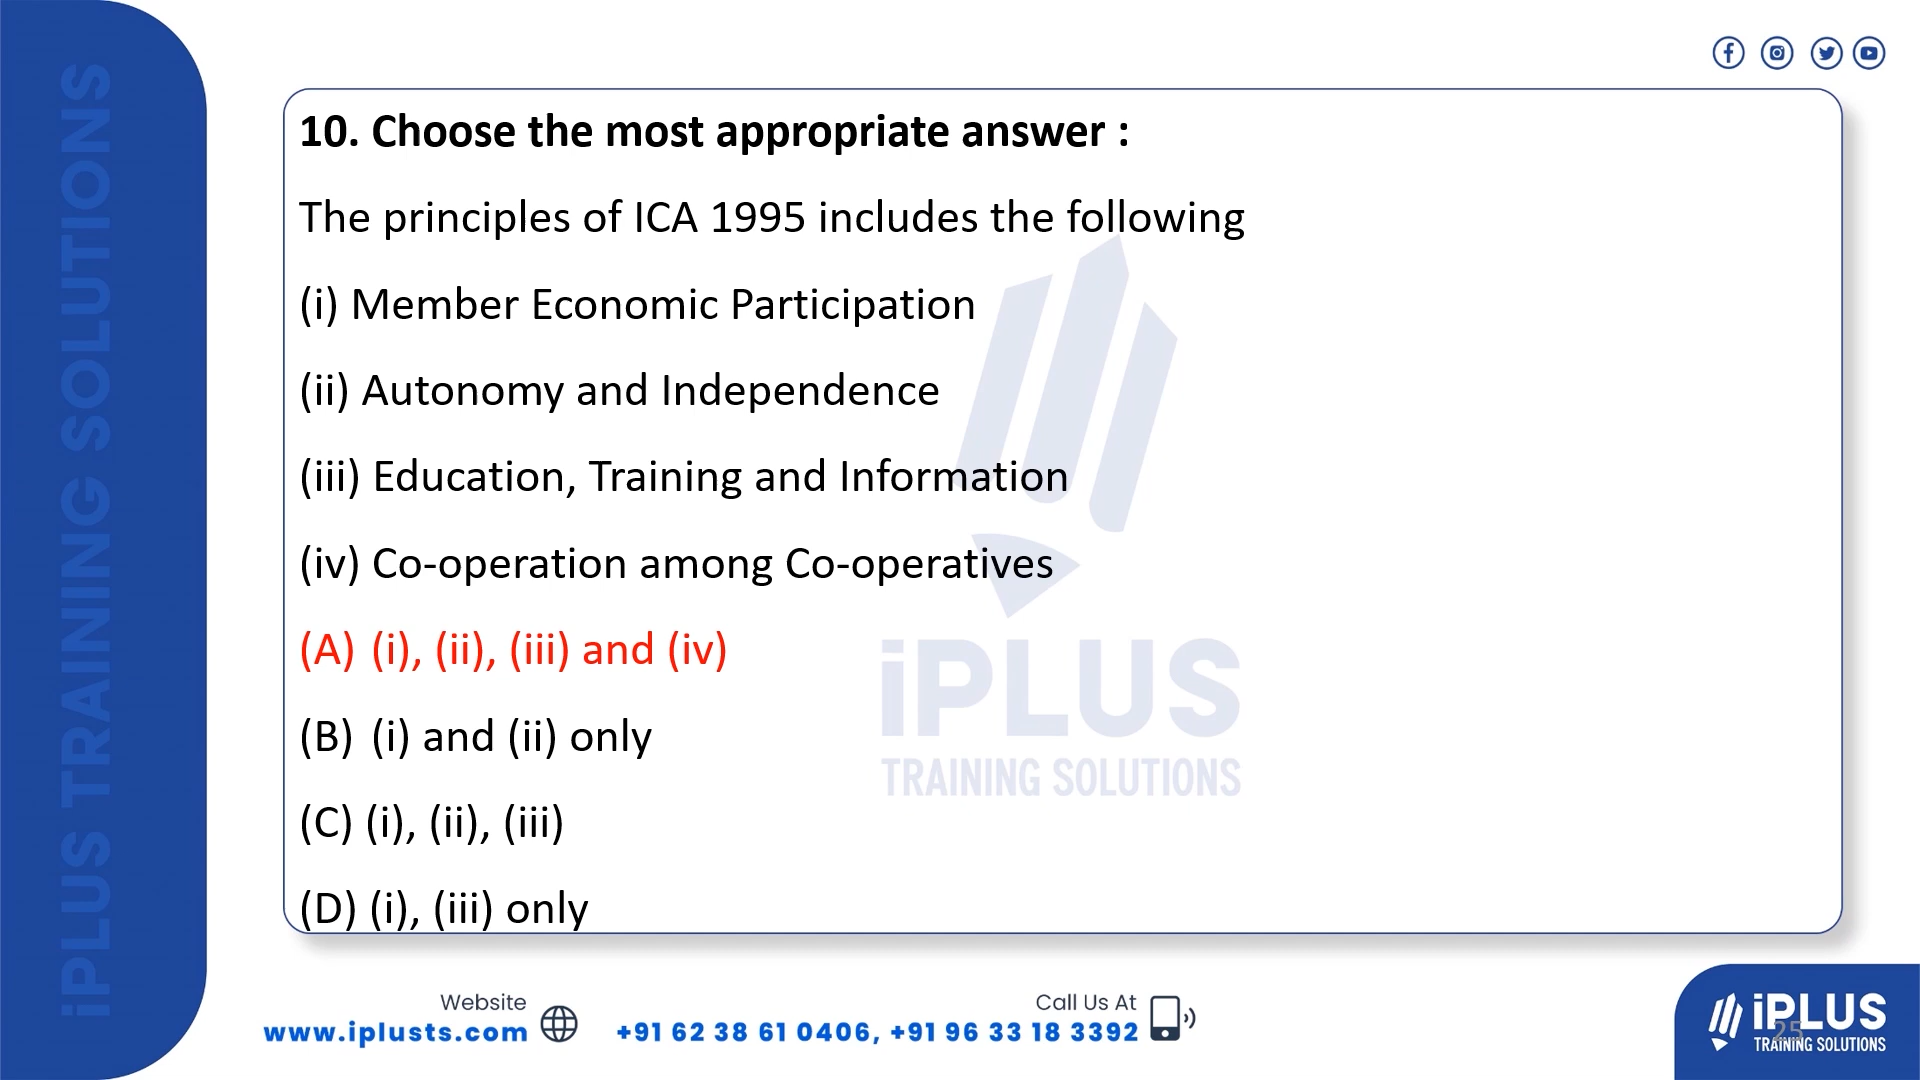 iPLUS TRAINING SOLUTIONS
10. Choose the most appropriate answer :
The principles of ICA 1995 includes the following
(i) Member Economic Participation
(ii) Autonomy and Independence
(iii) Education, Training and Information
(iv) Co-operation among Co-operatives
(A) (i), (ii), (iii) and (iv)
(B) (i) and (ii) only
(C) (i), (ii), (iii)
(D) (i), (iii) only
iPLUS
TRAINING SOLUTIONS
Website
www.iplusts.com
Call Us At
+91 62 38 61 0406, +91 96 33 18 3392
iPLUS
TRAINING SOLUTIONS
25